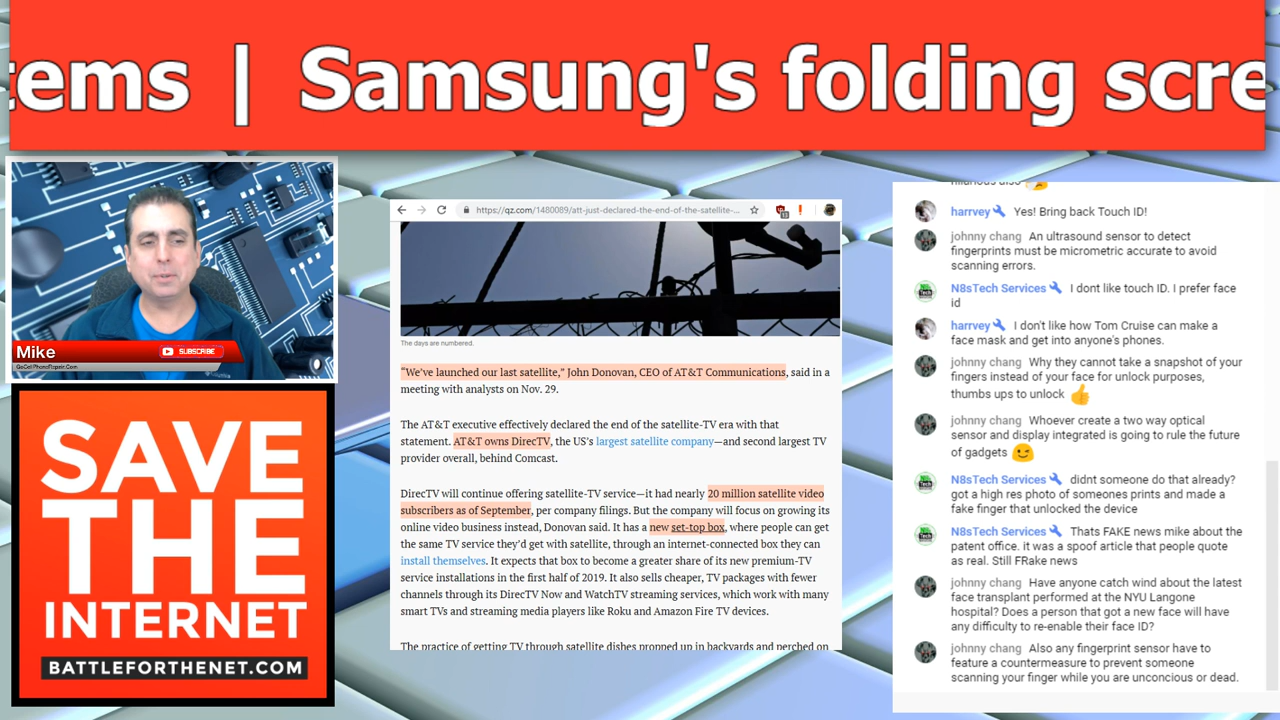 tems | Samsung's folding scre
Mike
SUBSCRIBE
GoCellPhoneRepair.Com
SAVE
THE
INTERNET
BATTLEFORTHENET.COM
https://qz.com/1480089/att-just-declared-the-end-of-the-satellite-...
The days are numbered.
"We've launched our last satellite," John Donovan, CEO of AT&T Communications, said in a
meeting with analysts on Nov. 29.
The AT&T executive effectively declared the end of the satellite-TV era with that
statement. AT&T owns DirecTV, the US's largest satellite company—and second largest TV
provider overall, behind Comcast.
DirecTV will continue offering satellite-TV service—it had nearly 20 million satellite video
subscribers as of September, per company filings. But the company will focus on growing its
online video business instead, Donovan said. It has a new set-top box, where people can get
the same TV service they'd get with satellite, through an internet-connected box they can
install themselves. It expects that box to become a greater share of its new premium-TV
service installations in the first half of 2019. It also sells cheaper, TV packages with fewer
channels through its DirecTV Now and WatchTV streaming services, which work with many
smart TVs and streaming media players like Roku and Amazon Fire TV devices.
The practice of getting TV through satellite dishes propped up in backyards and perched on
hilarious also
harrvey Yes! Bring back Touch ID!
johnny chang An ultrasound sensor to detect
fingerprints must be micrometric accurate to avoid
scanning errors.
N8sTech Services I dont like touch ID. I prefer face
id
harrvey I don't like how Tom Cruise can make a
face mask and get into anyone's phones.
johnny chang Why they cannot take a snapshot of your
fingers instead of your face for unlock purposes,
thumbs ups to unlock 👍
johnny chang Whoever create a two way optical
sensor and display integrated is going to rule the future
of gadgets 😉
N8sTech Services didnt someone do that already?
got a high res photo of someones prints and made a
fake finger that unlocked the device
N8sTech Services Thats FAKE news mike about the
patent office. it was a spoof article that people quote
as real. Still FRake news
johnny chang Have anyone catch wind about the latest
face transplant performed at the NYU Langone
hospital? Does a person that got a new face will have
any difficulty to re-enable their face ID?
johnny chang Also any fingerprint sensor have to
feature a countermeasure to prevent someone
scanning your finger while you are unconcious or dead.